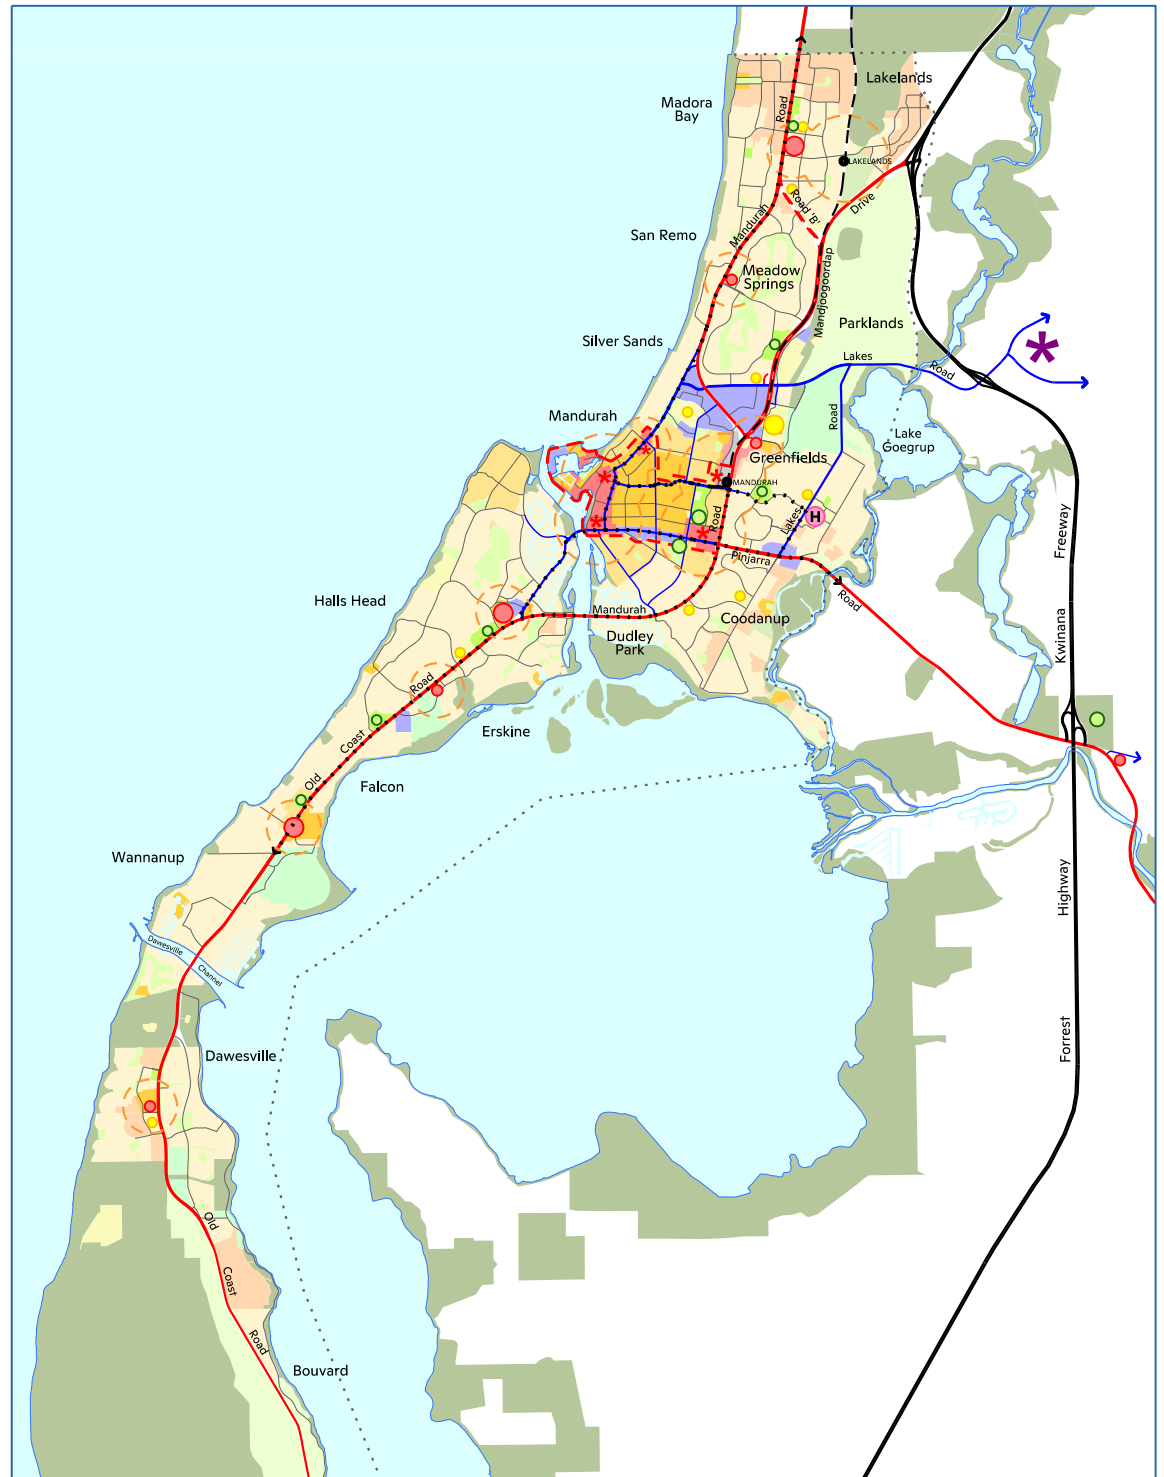 Lakelands
Madora
Bay
Road
LAKELANDS
Road 'B'
Drive
Mandurah
San Remo
Meadow
Springs
Mandjoogoordap
Parklands
Silver Sands
Lakes
Road
Mandurah
Road
Lake
Goegrup
Greenfields
MANDURAH
H
Road
Lakes
Freeway
Pinjarra
Road
Halls Head
Mandurah
Dudley
Park
Coodanup
Kwinana
Road
Erskine
Coast
Old
Falcon
Wannanup
Highway
Dawesville
Channel
Forrest
Dawesville
Old
Coast
Road
Bouvard